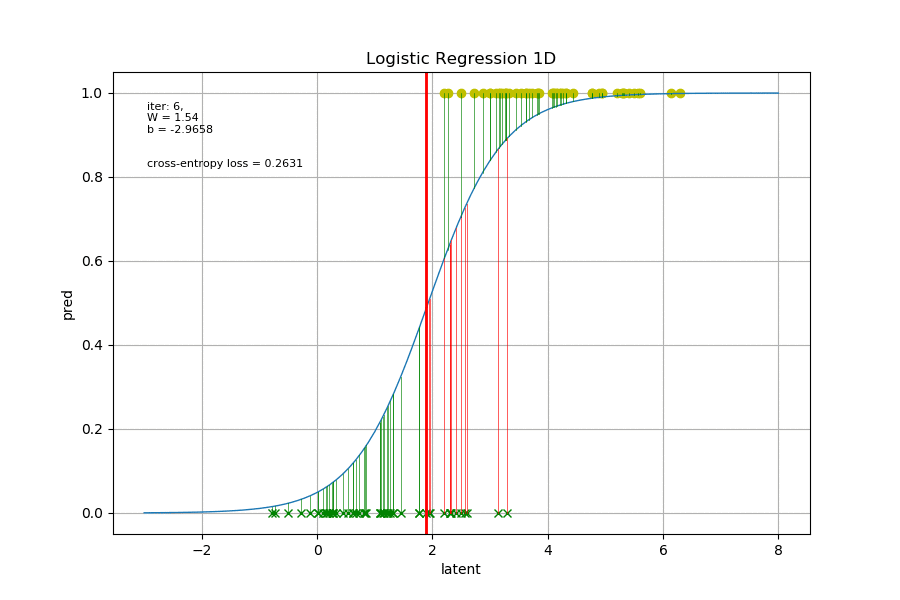 Logistic Regression 1D
iter: 6,
W = 1.54
b = -2.9658
cross-entropy loss = 0.2631
1.0
0.8
0.6
0.4
0.2
0.0
pred
−2
0
2
4
6
8
latent